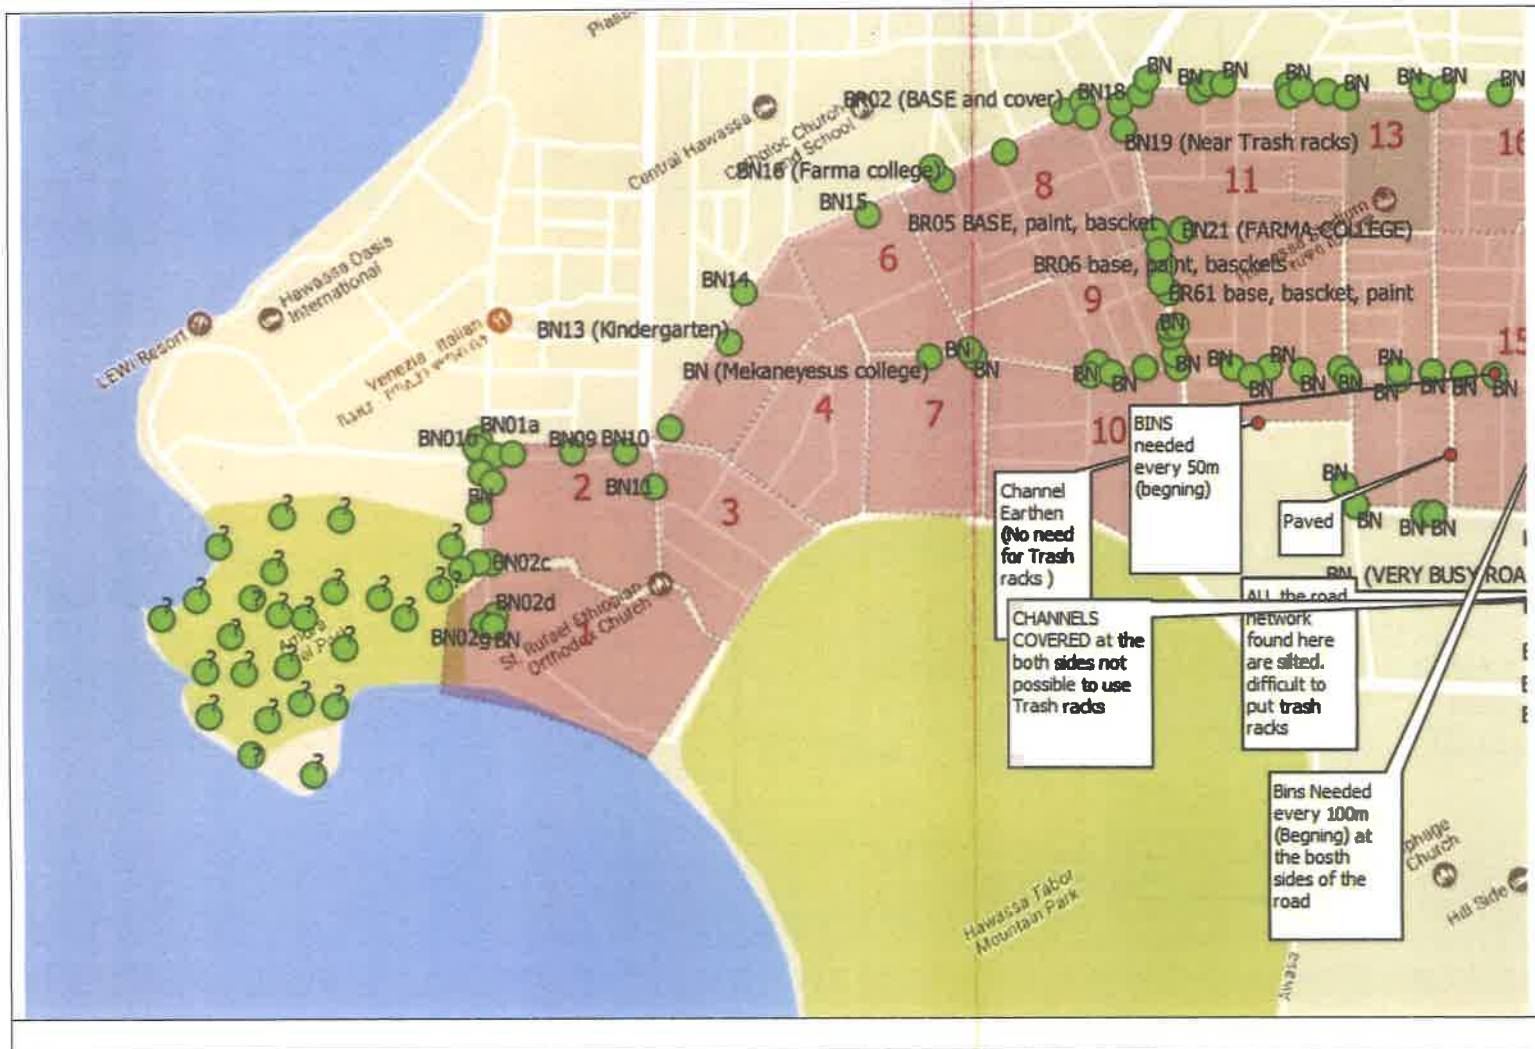 BN
BN
BN
BN
BN
BN
BN
BN
BR02 (BASE and cover)
BN18
Central Hawassa
BN19 (Near Trash racks)
13
16
BN16 (Farma college)
8
11
BN15
BR05 BASE, paint, bascket
BN21 (FARMA COLLEGE)
6
Hawassa Oasis
International
BR06 base, paint, basckets
BN14
BR61 base, bascket, paint
9
LEWI Resort
Venezia Italian
BN13 (Kindergarten)
BN
15
BN
BN
BN (Mekaneyesus college)
BN
BN
BN
BN
BN
BN
BN
BN
BN
BN
BN
4
7
10
BN01a
BN09
BN10
BN
2
BN11
3
BINS
needed
every 50m
(begning)
Channel
Earthen
(No need
for Trash
racks )
Paved
BN
BN
BN
BN
BN02c
BN (VERY BUSY ROA
BN02d
BN02g
BN
St. Rufael Ethiopian
Orthodox Church
CHANNELS
COVERED at the
both sides not
possible to use
Trash racks
ALL the road
network
found here
are silted.
difficult to
put trash
racks
Bins Needed
every 100m
(Begning) at
the bosth
sides of the
road
Church
Hill Side
Hawassa Tabor
Mountain Park
Awasa